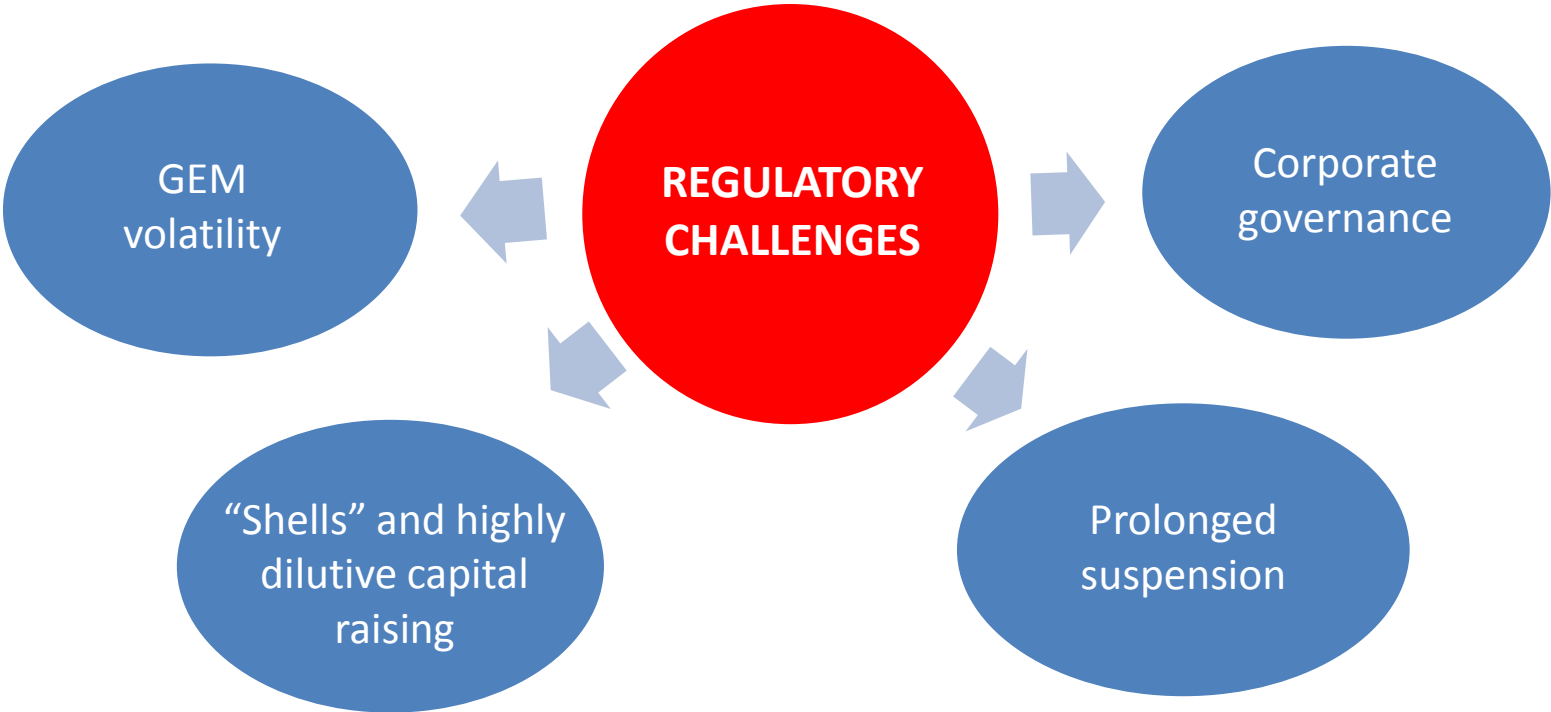 REGULATORY
CHALLENGES
GEM
volatility
Corporate
governance
“Shells” and highly
dilutive capital
raising
Prolonged
suspension